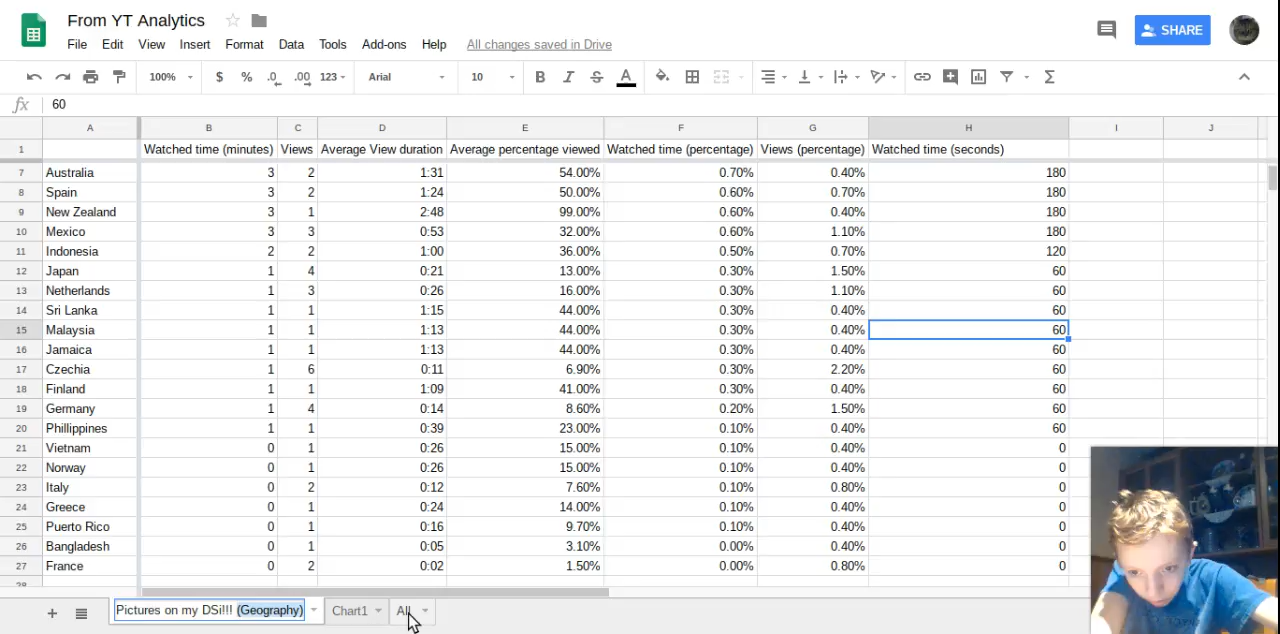 From YT Analytics
File Edit View Insert Format Data Tools Add-ons Help All changes saved in Drive
SHARE
100% $ % .0 .00 123 Arial 10 B I S A
fx 60
A B C D E F G H I J
1 Watched time (minutes) Views Average View duration Average percentage viewed Watched time (percentage) Views (percentage) Watched time (seconds)
7 Australia 3 2 1:31 54.00% 0.70% 0.40% 180
8 Spain 3 2 1:24 50.00% 0.60% 0.70% 180
9 New Zealand 3 1 2:48 99.00% 0.60% 0.40% 180
10 Mexico 3 3 0:53 32.00% 0.60% 1.10% 180
11 Indonesia 2 2 1:00 36.00% 0.50% 0.70% 120
12 Japan 1 4 0:21 13.00% 0.30% 1.50% 60
13 Netherlands 1 3 0:26 16.00% 0.30% 1.10% 60
14 Sri Lanka 1 1 1:15 44.00% 0.30% 0.40% 60
15 Malaysia 1 1 1:13 44.00% 0.30% 0.40% 60
16 Jamaica 1 1 1:13 44.00% 0.30% 0.40% 60
17 Czechia 1 6 0:11 6.90% 0.30% 2.20% 60
18 Finland 1 1 1:09 41.00% 0.30% 0.40% 60
19 Germany 1 4 0:14 8.60% 0.20% 1.50% 60
20 Phillippines 1 1 0:39 23.00% 0.10% 0.40% 60
21 Vietnam 0 1 0:26 15.00% 0.10% 0.40% 0
22 Norway 0 1 0:26 15.00% 0.10% 0.40% 0
23 Italy 0 2 0:12 7.60% 0.10% 0.80% 0
24 Greece 0 1 0:24 14.00% 0.10% 0.40% 0
25 Puerto Rico 0 1 0:16 9.70% 0.10% 0.40% 0
26 Bangladesh 0 1 0:05 3.10% 0.00% 0.40% 0
27 France 0 2 0:02 1.50% 0.00% 0.80% 0
28
Pictures on my DSi!!! (Geography) Chart1 All